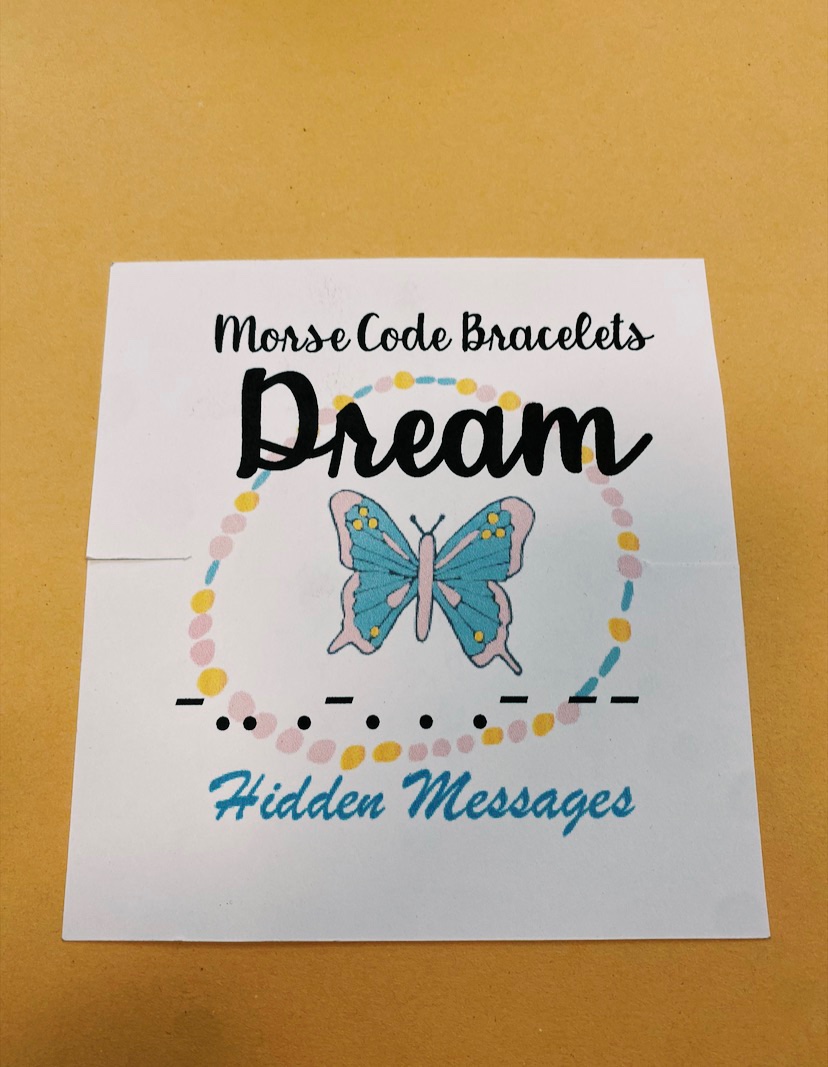 Morse Code Bracelets
Dream
–.. .–. . .– ––
Hidden Messages